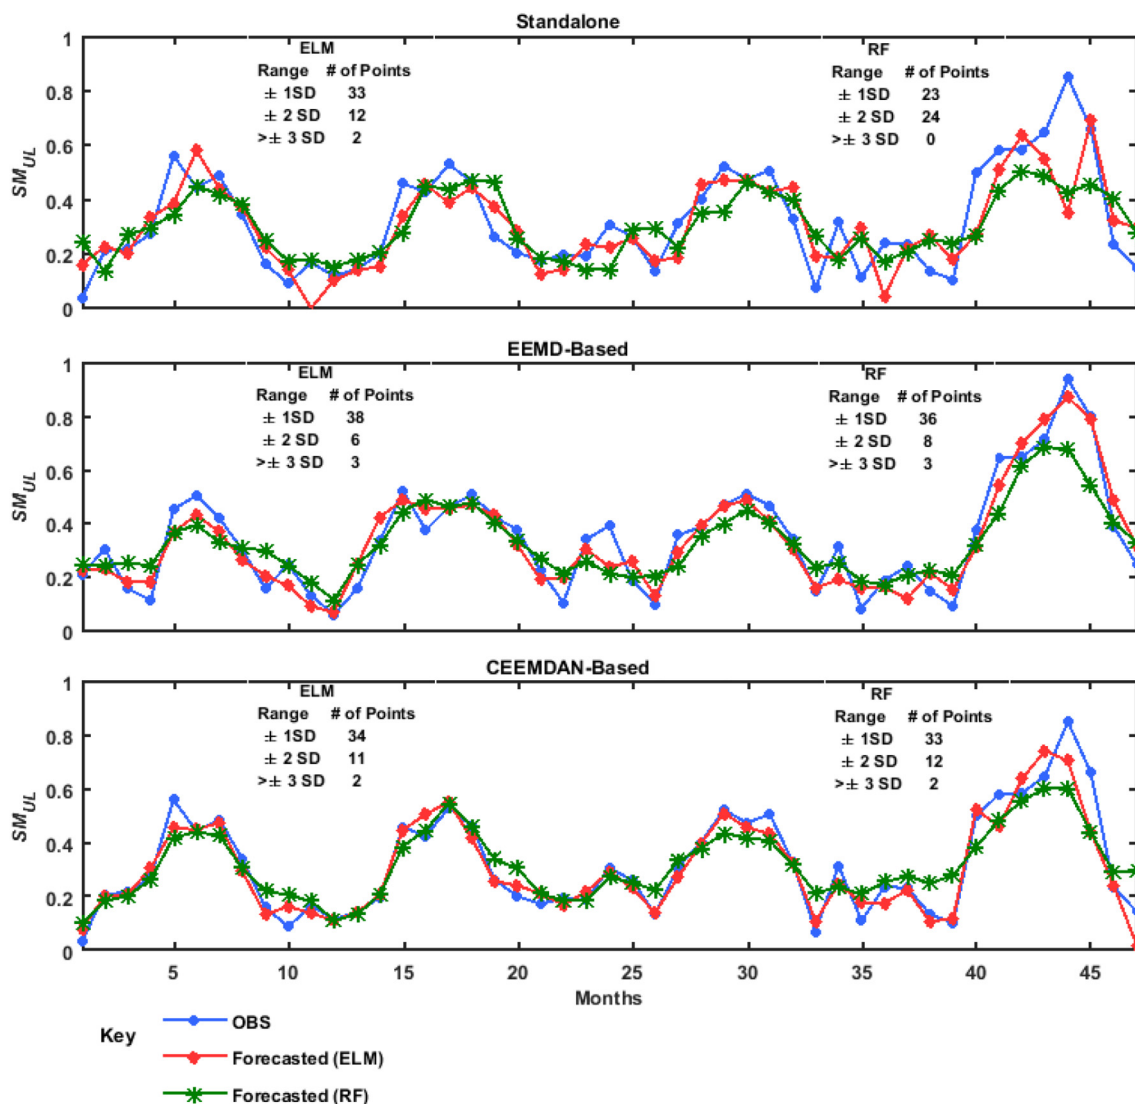 Standalone
ELM
Range # of Points
± 1SD 33
± 2 SD 12
>± 3 SD 2
RF
Range # of Points
± 1SD 23
± 2 SD 24
>± 3 SD 0
SM_UL
1
0.8
0.6
0.4
0.2
0
EEMD-Based
ELM
Range # of Points
± 1SD 38
± 2 SD 6
>± 3 SD 3
RF
Range # of Points
± 1SD 36
± 2 SD 8
>± 3 SD 3
SM_UL
1
0.8
0.6
0.4
0.2
0
CEEMDAN-Based
ELM
Range # of Points
± 1SD 34
± 2 SD 11
>± 3 SD 2
RF
Range # of Points
± 1SD 33
± 2 SD 12
>± 3 SD 2
SM_UL
1
0.8
0.6
0.4
0.2
0
5 10 15 20 25 30 35 40 45
Months
Key
OBS
Forecasted (ELM)
Forecasted (RF)